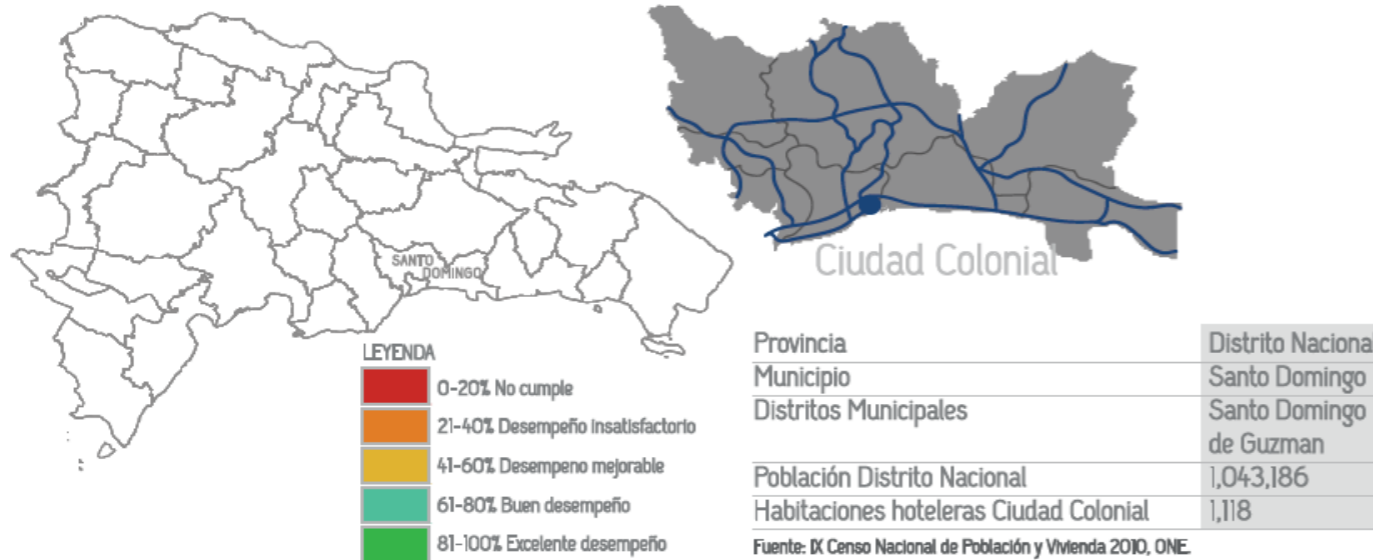 SANTO
DOMINGO
Ciudad Colonial
LEYENDA
0-20% No cumple
21-40% Desempeño insatisfactorio
41-60% Desempeno mejorable
61-80% Buen desempeño
81-100% Excelente desempeño
Provincia Distrito Naciona
Municipio Santo Domingo
Distritos Municipales Santo Domingo
de Guzman
Población Distrito Nacional 1,043,186
Habitaciones hoteleras Ciudad Colonial 1,118
Fuente: IX Censo Nacional de Población y Vivienda 2010, ONE.